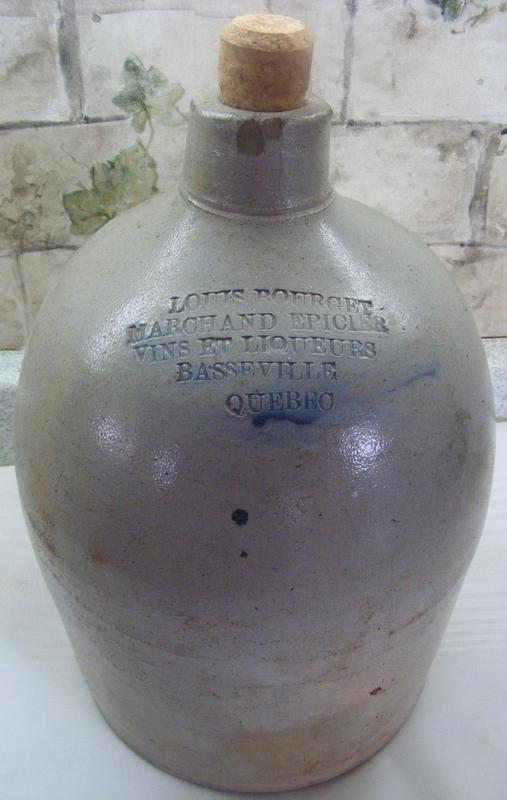 LOUIS BOURGET
MARCHAND EPICIER
VINS ET LIQUEURS
BASSEVILLE
QUEBEC